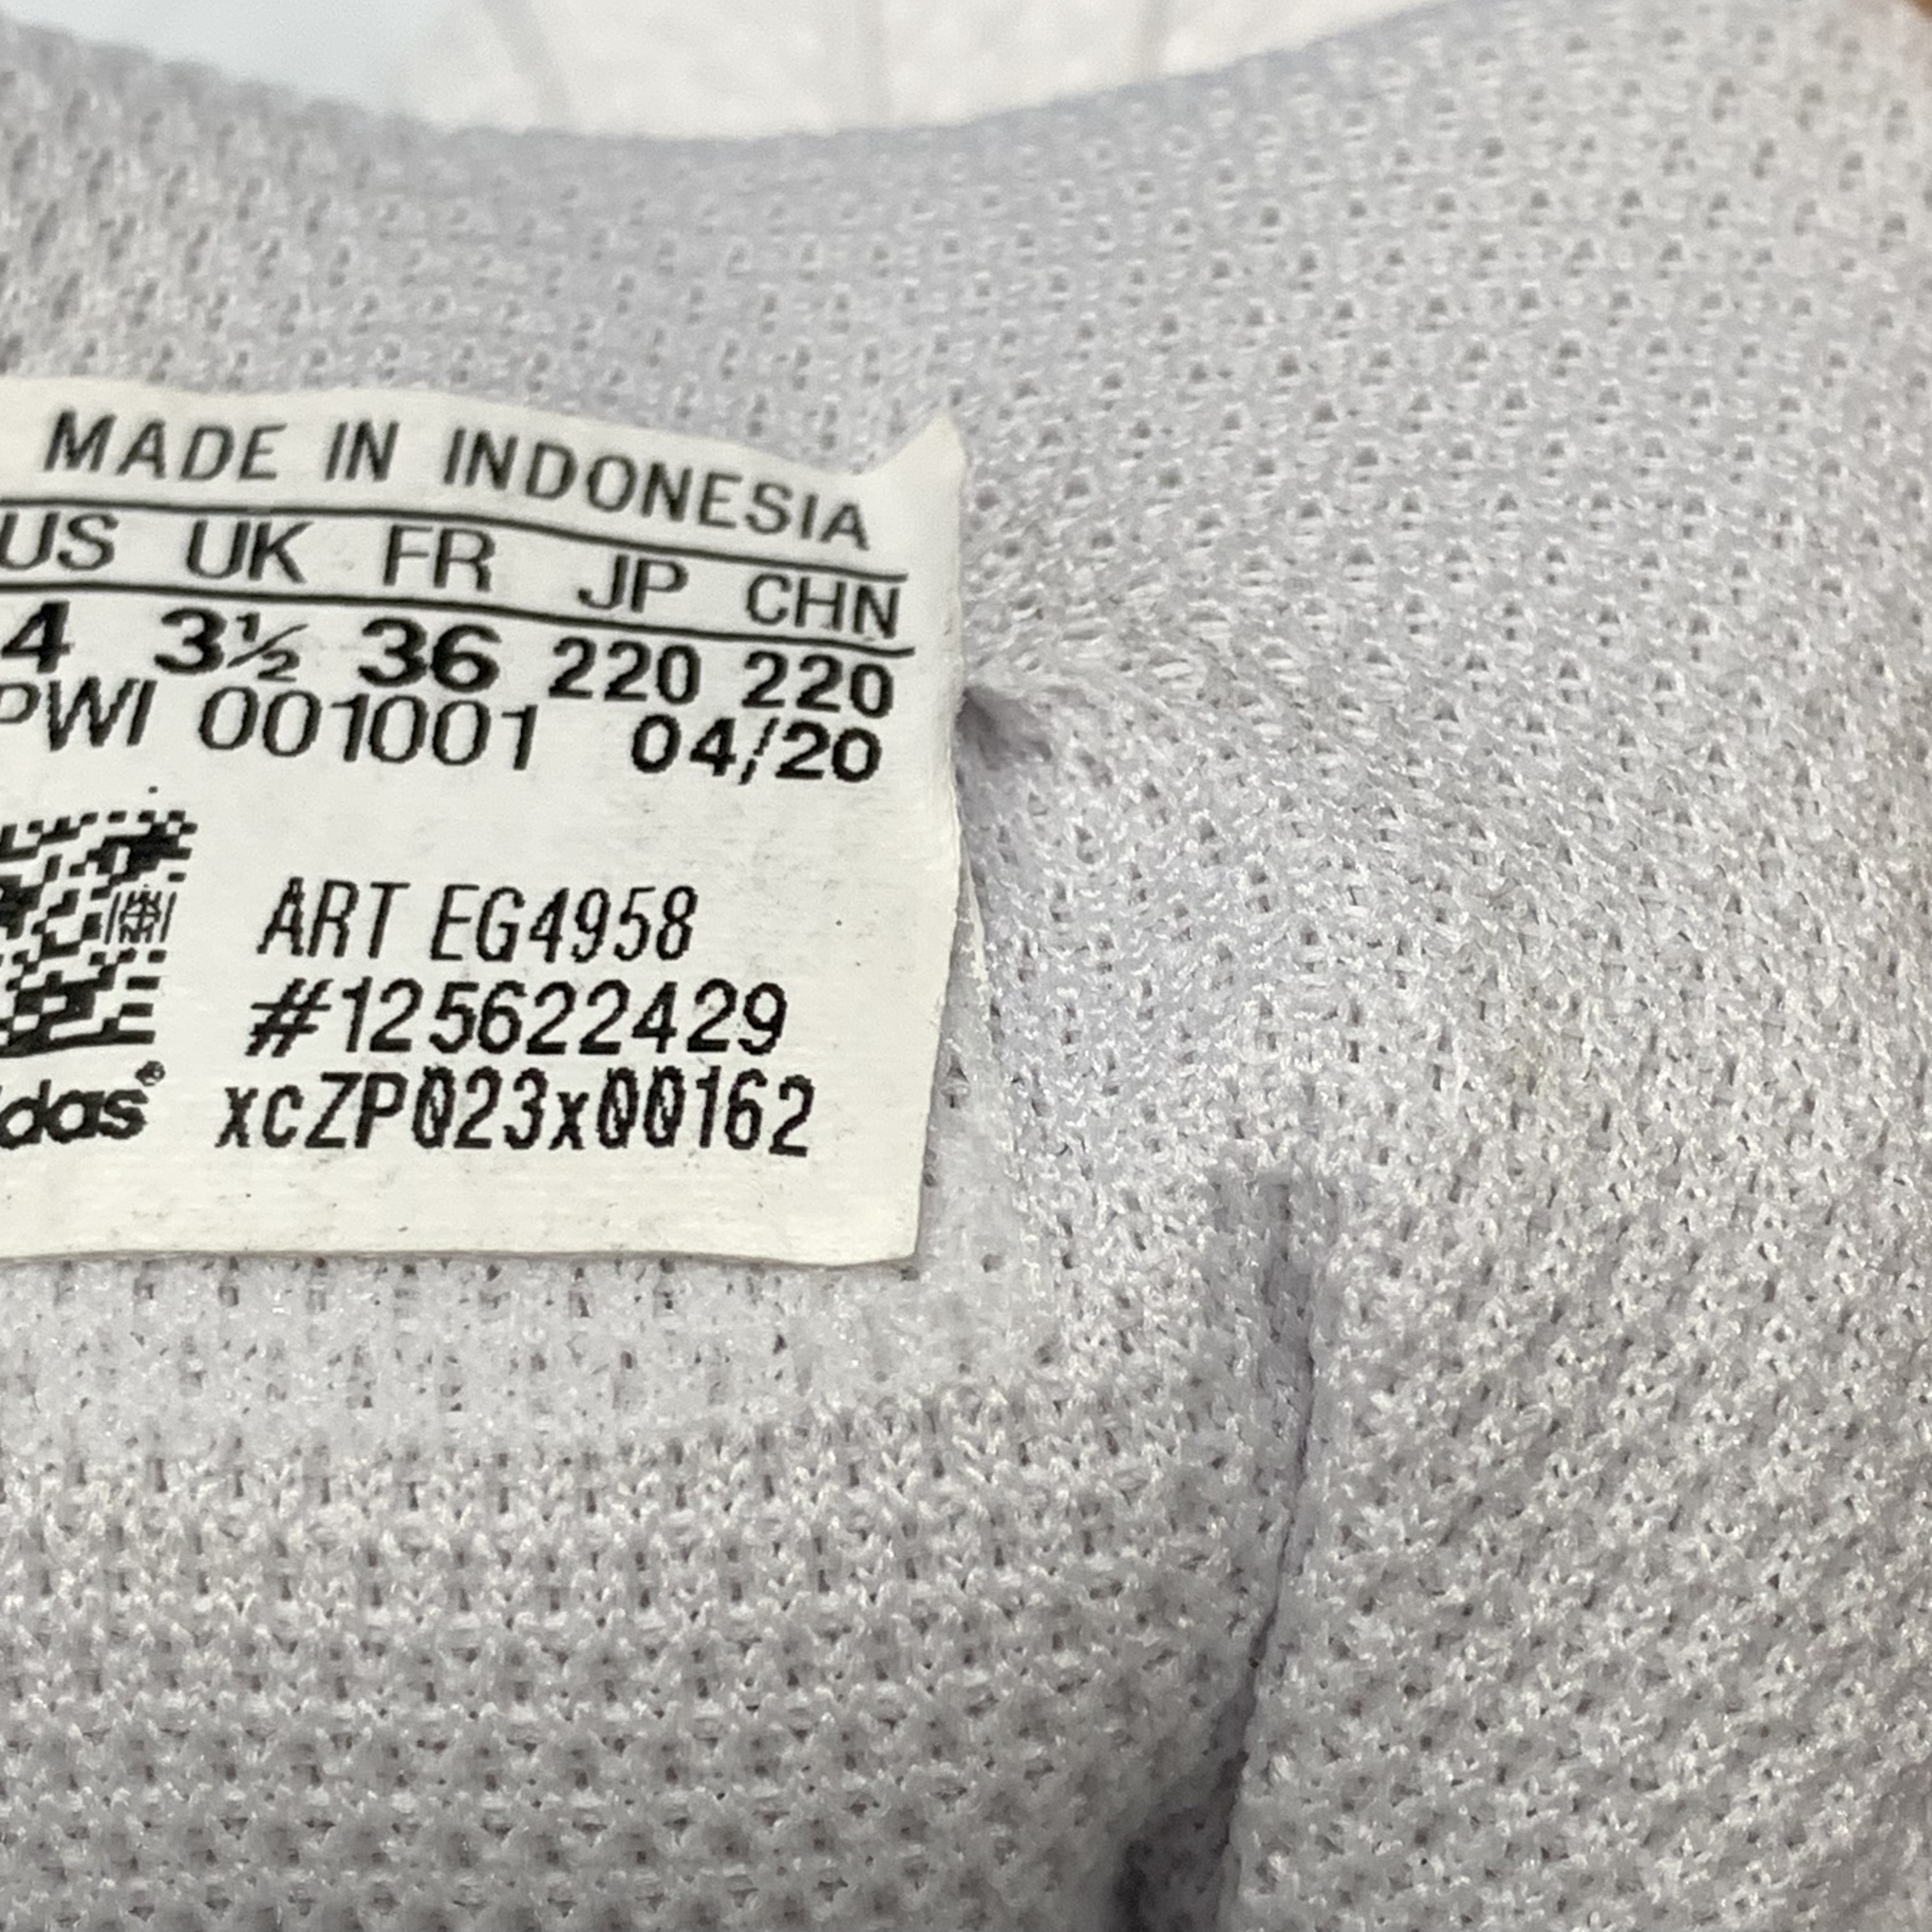 MADE IN INDONESIA
US UK FR JP CHN
4 3½ 36 220 220
PWI 001001 04/20
ART EG4958
#125622429
das® xcZP023x00162